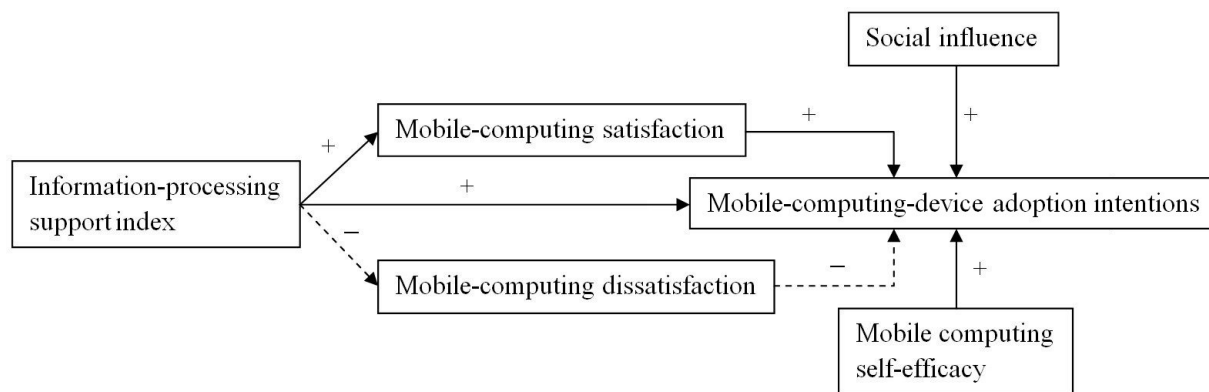 Social influence
+
Mobile-computing satisfaction
+
+
Information-processing
support index
+
Mobile-computing-device adoption intentions
–
Mobile-computing dissatisfaction
–
+
Mobile computing
self-efficacy